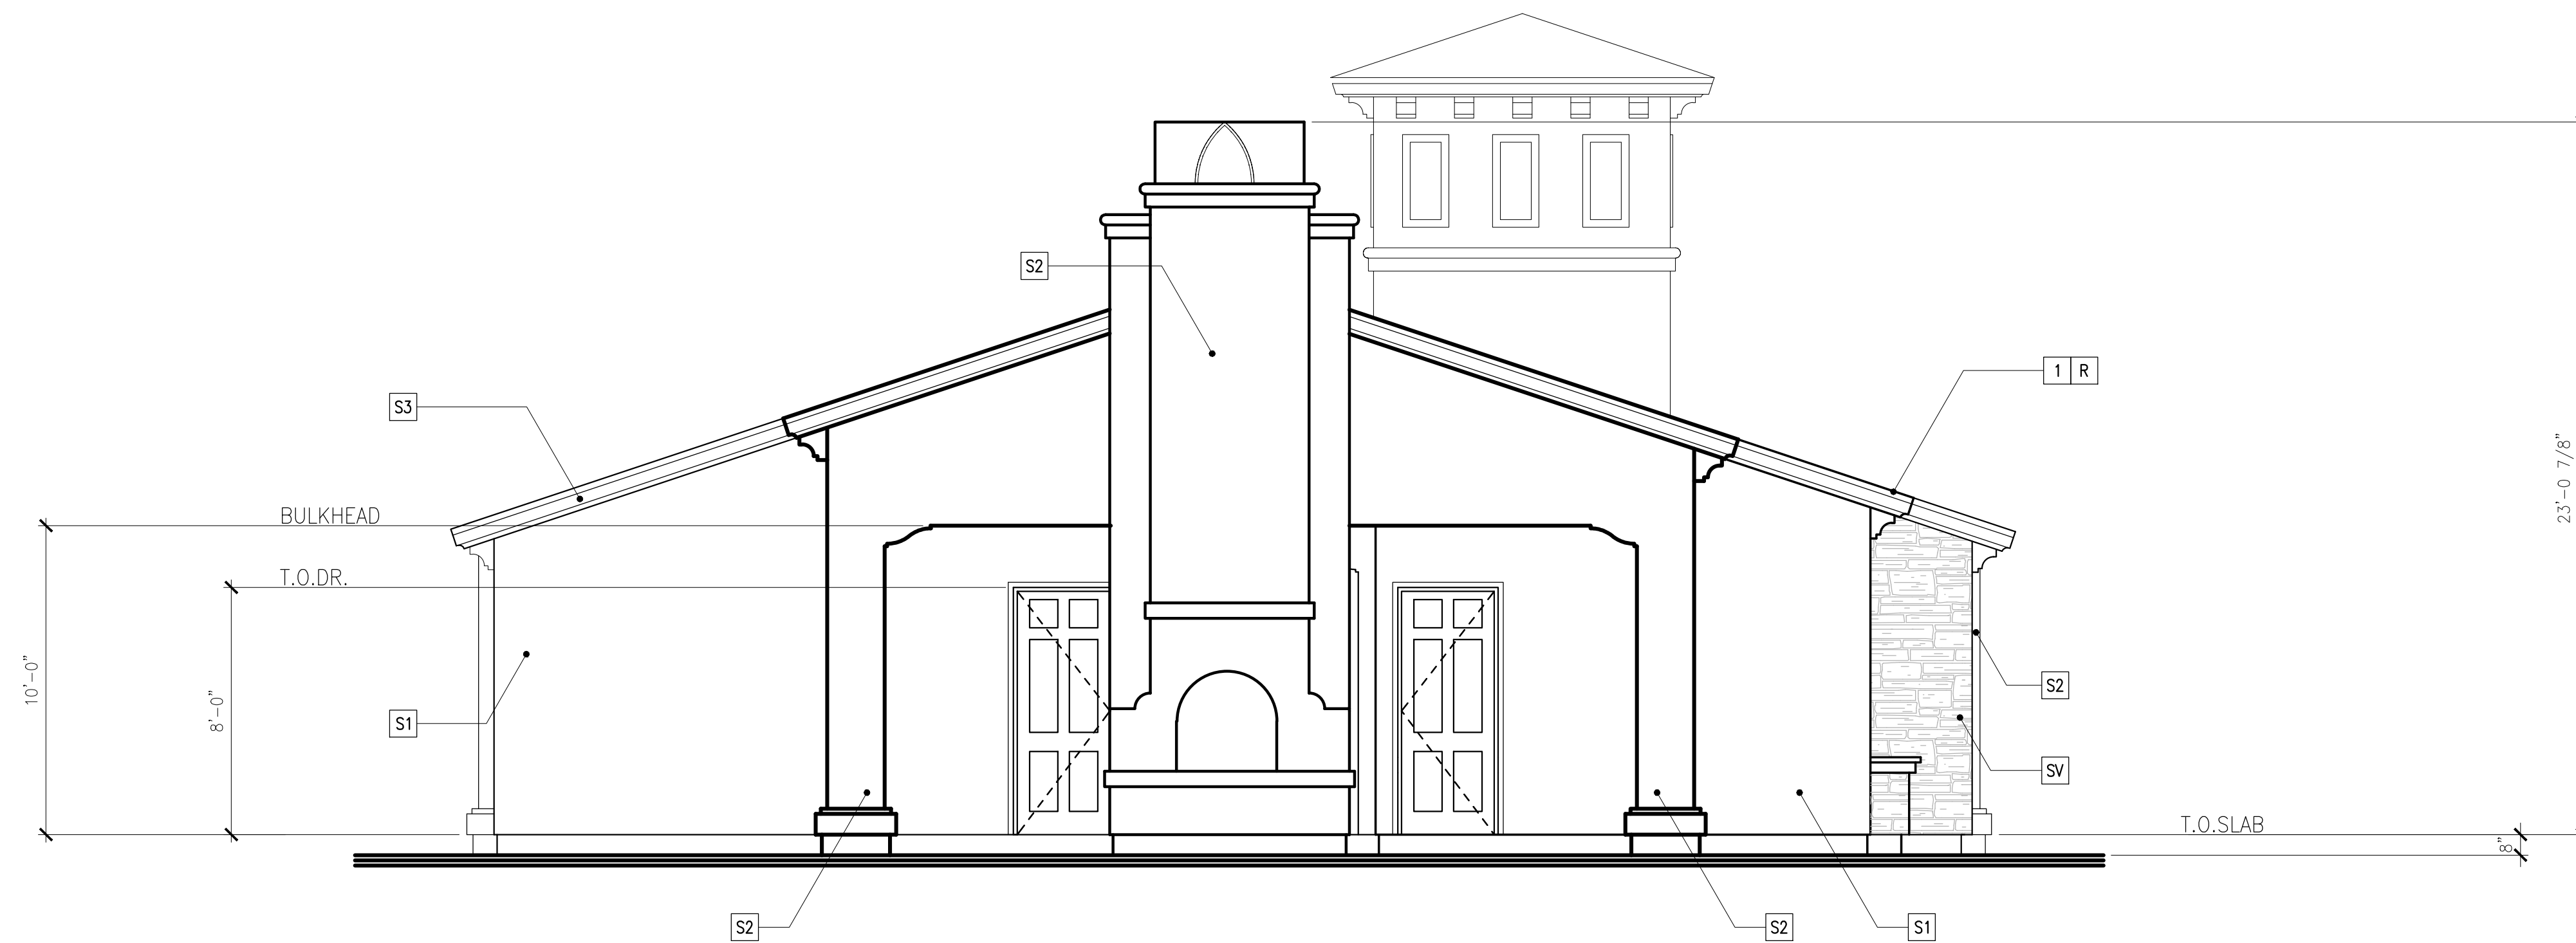 S2
1 R
S3
23'-0 7/8"
BULKHEAD
T.O.DR.
10'-0"
8'-0"
S2
S1
SV
T.O.SLAB
8"
S2
S2
S1